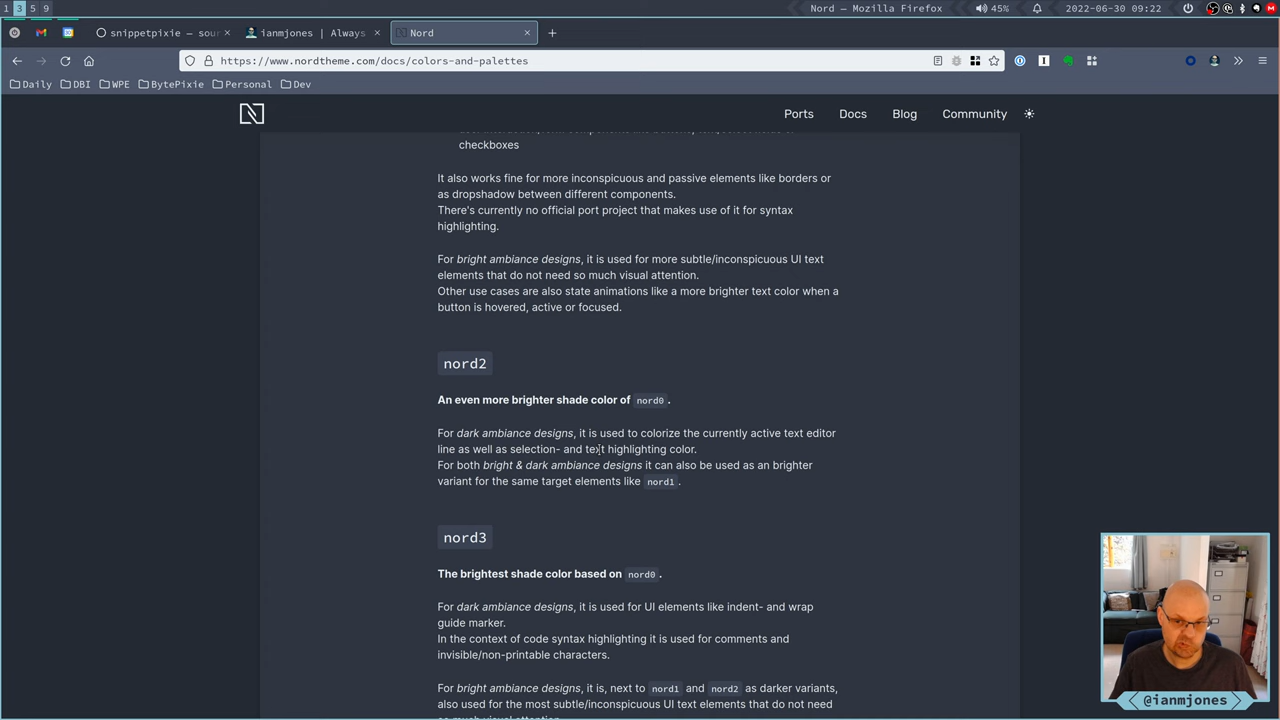 1 3 5 9
Nord — Mozilla Firefox
45%
2022-06-30 09:22
snippetpixie — sou
ianmjones | Always
Nord
https://www.nordtheme.com/docs/colors-and-palettes
Daily
DBI
WPE
BytePixie
Personal
Dev
Ports
Docs
Blog
Community
checkboxes
It also works fine for more inconspicuous and passive elements like borders or
as dropshadow between different components.
There's currently no official port project that makes use of it for syntax
highlighting.
For bright ambiance designs, it is used for more subtle/inconspicuous UI text
elements that do not need so much visual attention.
Other use cases are also state animations like a more brighter text color when a
button is hovered, active or focused.
nord2
An even more brighter shade color of nord0.
For dark ambiance designs, it is used to colorize the currently active text editor
line as well as selection- and text highlighting color.
For both bright & dark ambiance designs it can also be used as an brighter
variant for the same target elements like nord1.
nord3
The brightest shade color based on nord0.
For dark ambiance designs, it is used for UI elements like indent- and wrap
guide marker.
In the context of code syntax highlighting it is used for comments and
invisible/non-printable characters.
For bright ambiance designs, it is, next to nord1 and nord2 as darker variants,
also used for the most subtle/inconspicuous UI text elements that do not need
@ianmjones